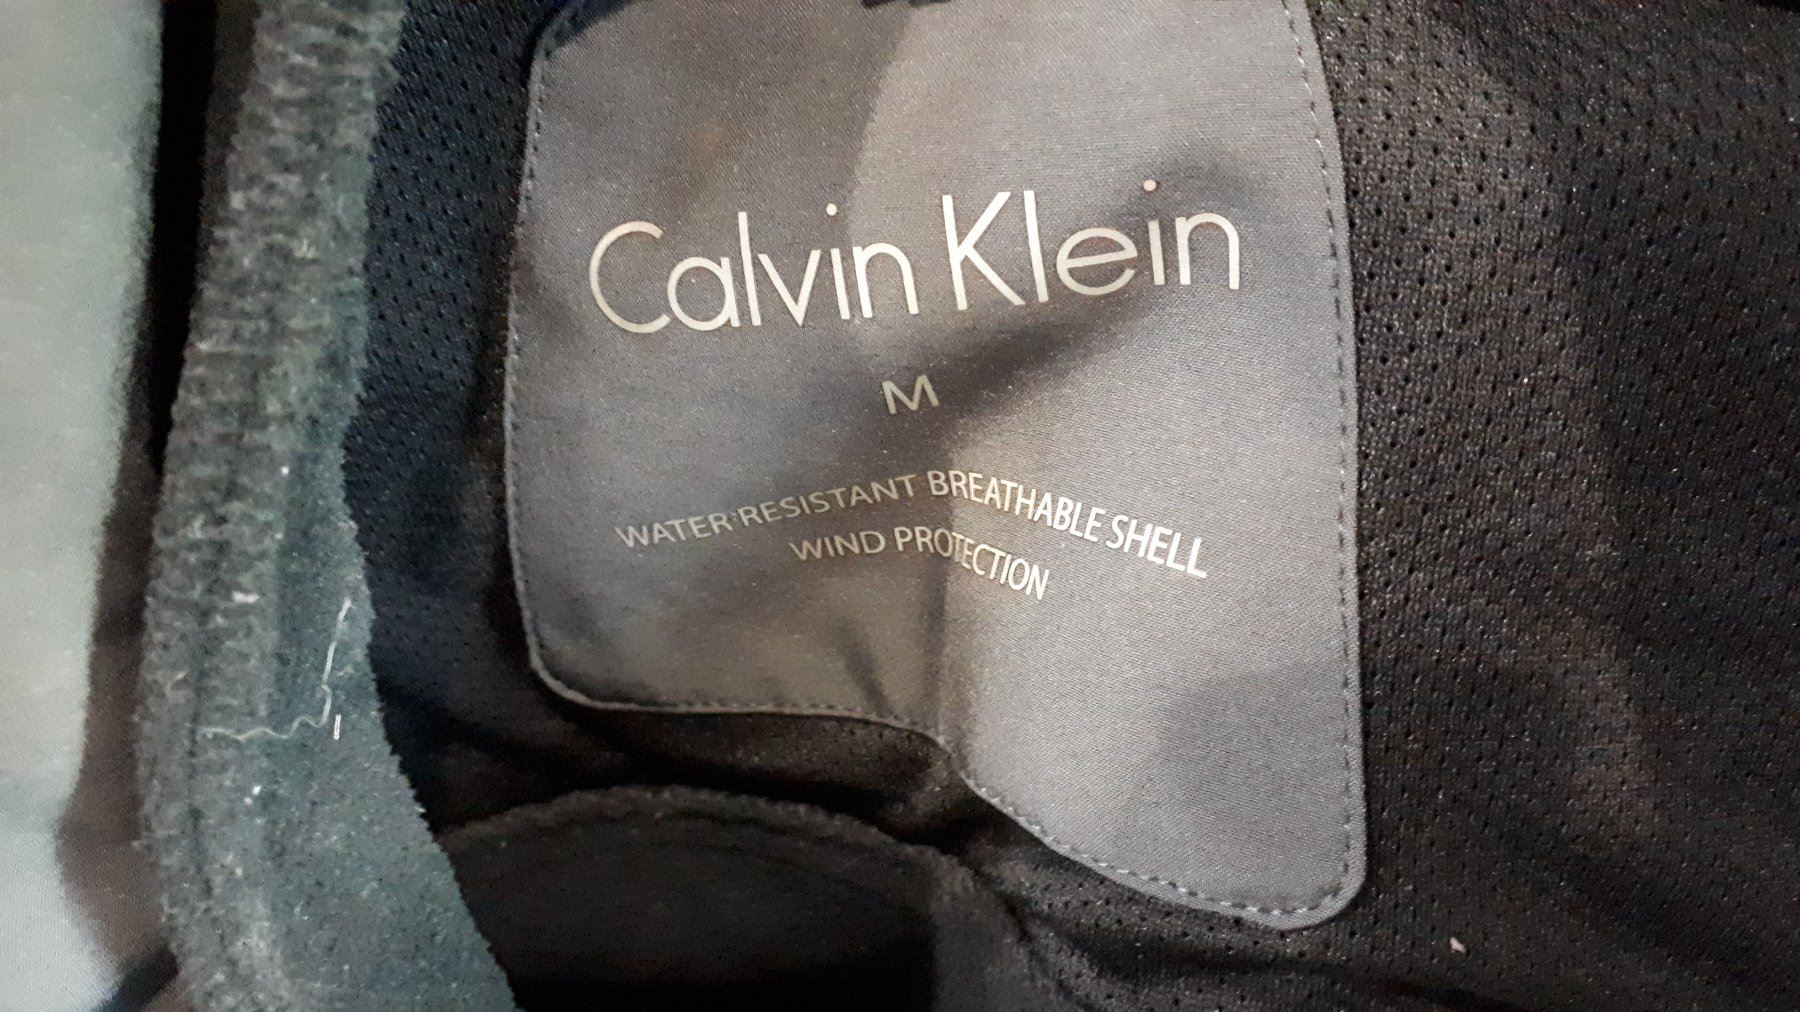 Calvin Klein
M
WATER RESISTANT BREATHABLE SHELL
WIND PROTECTION